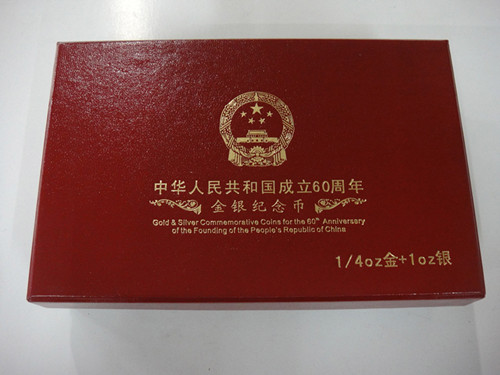 中华人民共和国成立60周年
金银纪念币
Gold & Silver Commemorative Coins for the 60th Anniversary
of the Founding of the People's Republic of China
1/4oz金+1oz银